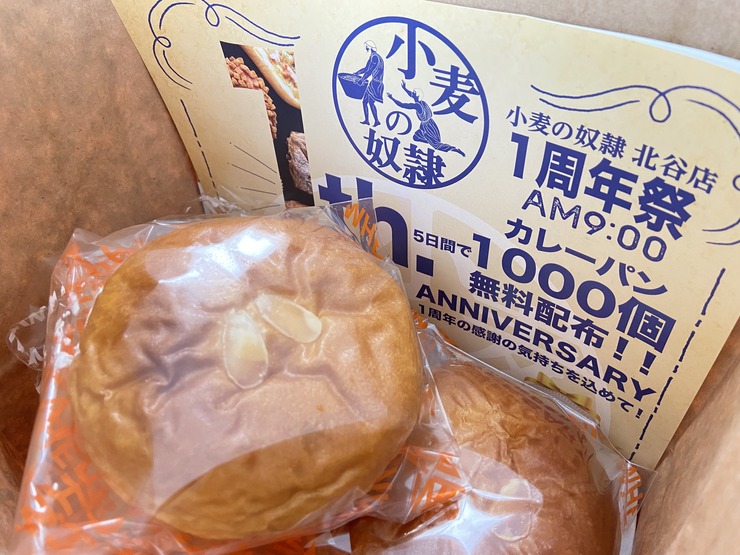 小麦
の
奴隷
小麦の奴隷 北谷店
1周年祭
AM9:00
カレーパン
5日間で1000個
無料配布!!
1th.
ANNIVERSARY
1周年の感謝の気持ちを込めて!
WH